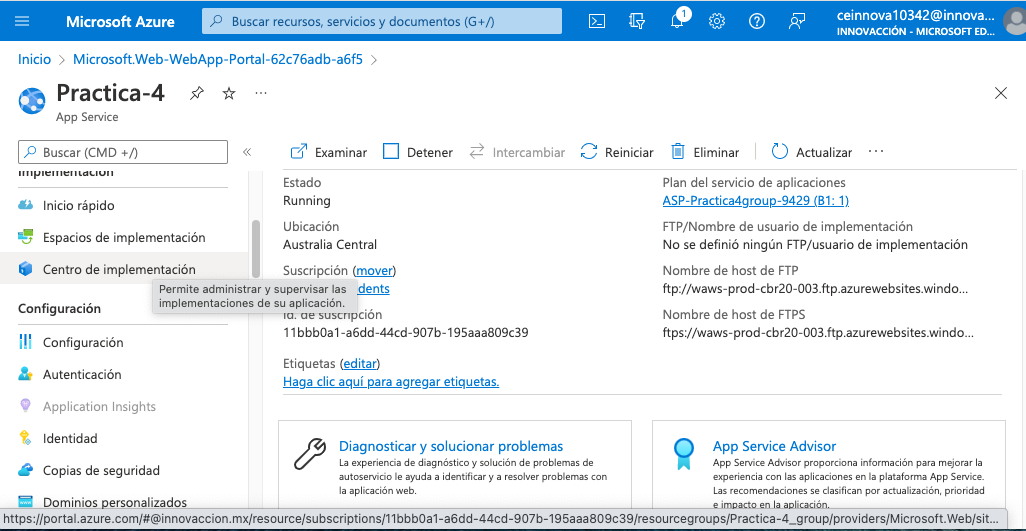 Microsoft Azure
Buscar recursos, servicios y documentos (G+/)
1
ceinnova10342@innova...
INNOVACCIÓN - MICROSOFT ED...
Inicio > Microsoft.Web-WebApp-Portal-62c76adb-a6f5 >
Practica-4
...
App Service
Buscar (CMD +/)
«
Examinar
Detener
Intercambiar
Reiniciar
Eliminar
Actualizar
...
Implementación
Inicio rápido
Espacios de implementación
Centro de implementación
Permite administrar y supervisar las
implementaciones de su aplicación.
Configuración
Configuración
Autenticación
Application Insights
Identidad
Copias de seguridad
Dominios personalizados
Estado
Running
Ubicación
Australia Central
Suscripción (mover)
dents
Id. de suscripción
11bbb0a1-a6dd-44cd-907b-195aaa809c39
Etiquetas (editar)
Haga clic aquí para agregar etiquetas.
Plan del servicio de aplicaciones
ASP-Practica4group-9429 (B1: 1)
FTP/Nombre de usuario de implementación
No se definió ningún FTP/usuario de implementación
Nombre de host de FTP
ftp://waws-prod-cbr20-003.ftp.azurewebsites.windo...
Nombre de host de FTPS
ftps://waws-prod-cbr20-003.ftp.azurewebsites.windo...
Diagnosticar y solucionar problemas
La experiencia de diagnóstico y solución de problemas de
autoservicio le ayuda a identificar y a resolver problemas con
la aplicación web.
App Service Advisor
App Service Advisor proporciona información para mejorar la
experiencia con las aplicaciones en la plataforma App Service.
Las recomendaciones se clasifican por actualización, prioridad
e impacto en la aplicación.
https://portal.azure.com/#@innovaccion.mx/resource/subscriptions/11bbb0a1-a6dd-44cd-907b-195aaa809c39/resourcegroups/Practica-4_group/providers/Microsoft.Web/sit...